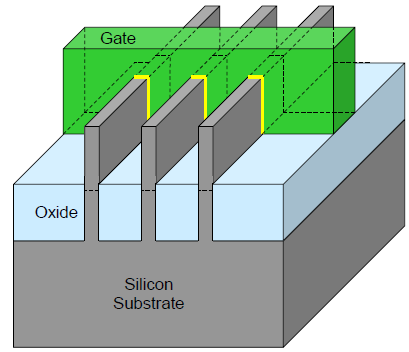 Gate
Oxide
Silicon
Substrate